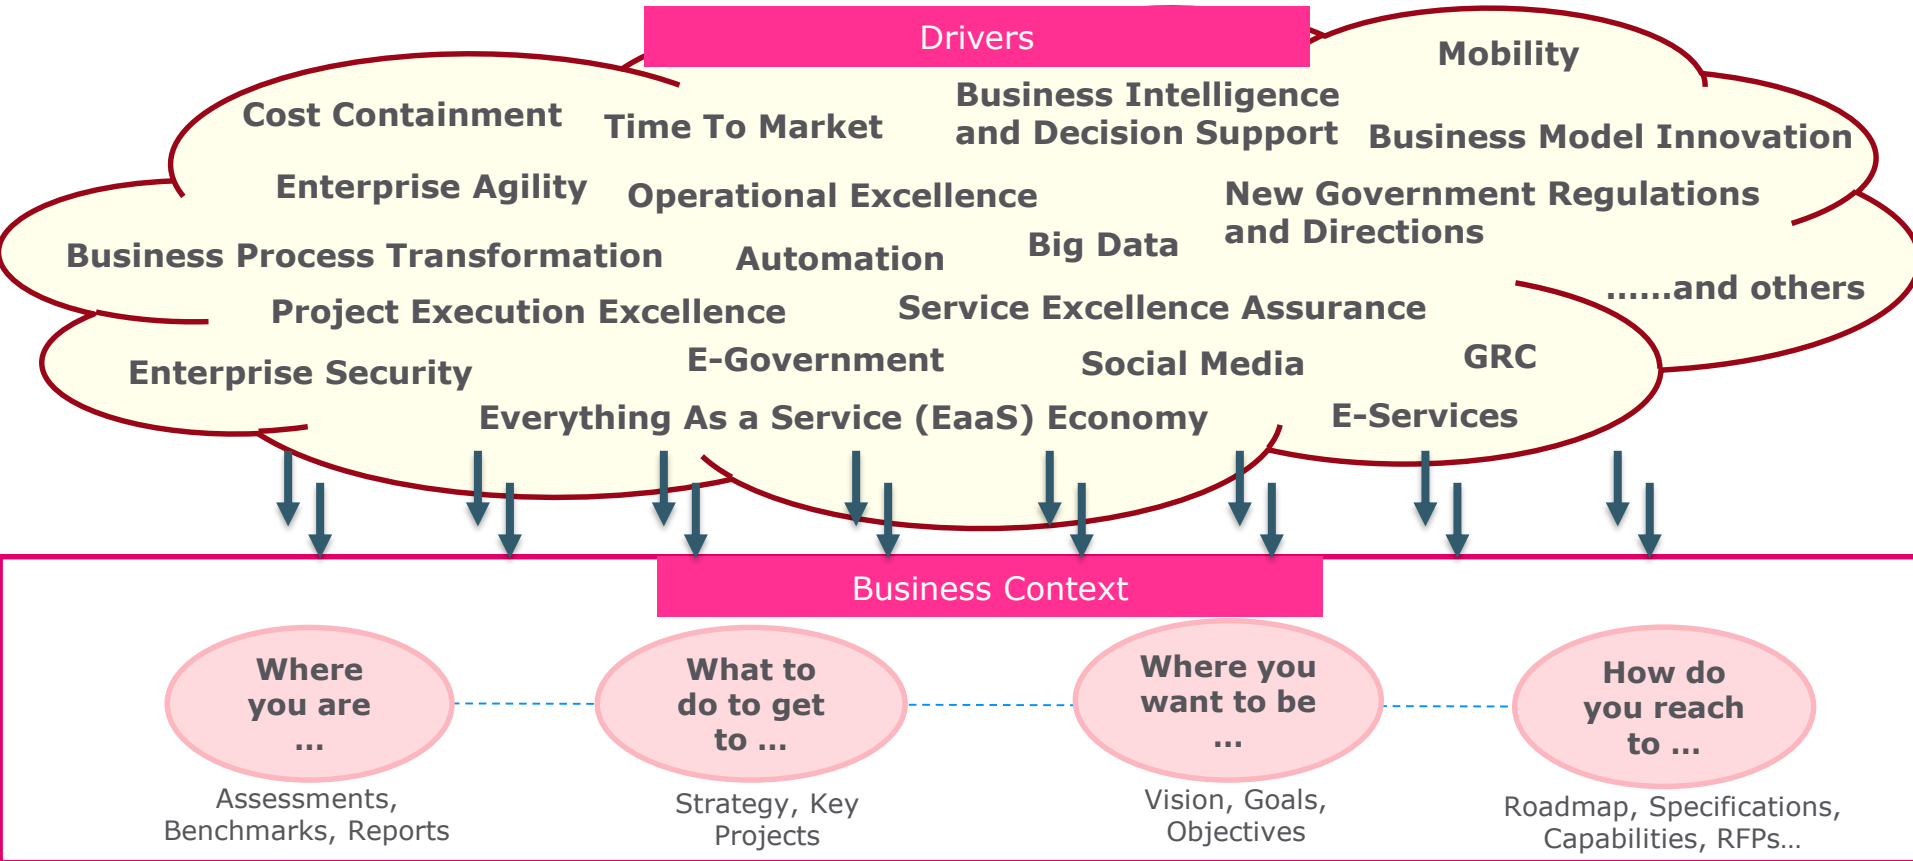 Drivers
Mobility
Cost Containment
Time To Market
Business Intelligence
and Decision Support
Business Model Innovation
Enterprise Agility
Operational Excellence
New Government Regulations
and Directions
Business Process Transformation
Automation
Big Data
......and others
Project Execution Excellence
Service Excellence Assurance
Enterprise Security
E-Government
Social Media
GRC
Everything As a Service (EaaS) Economy
E-Services
Business Context
Where
you are
...
What to
do to get
to ...
Where you
want to be
...
How do
you reach
to ...
Assessments,
Benchmarks, Reports
Strategy, Key
Projects
Vision, Goals,
Objectives
Roadmap, Specifications,
Capabilities, RFPs...